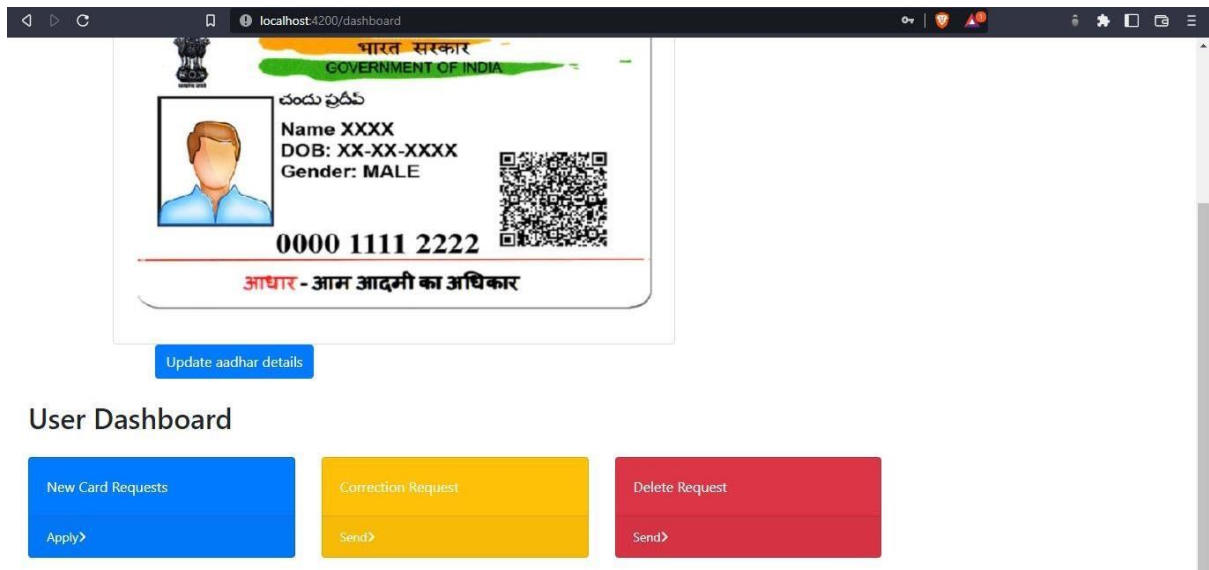 localhost:4200/dashboard
भारत सरकार
GOVERNMENT OF INDIA
చందు ప్రదీప్
Name XXXX
DOB: XX-XX-XXXX
Gender: MALE
0000 1111 2222
आधार - आम आदमी का अधिकार
Update aadhar details
User Dashboard
New Card Requests
Correction Request
Delete Request
Apply
Send
Send